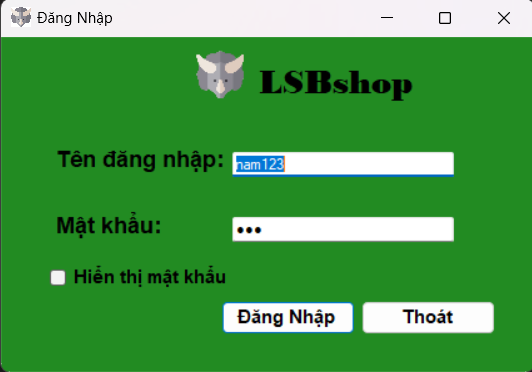 Đăng Nhập
LSBshop
Tên đăng nhập: nam123
Mật khẩu: •••
Hiển thị mật khẩu
Đăng Nhập Thoát